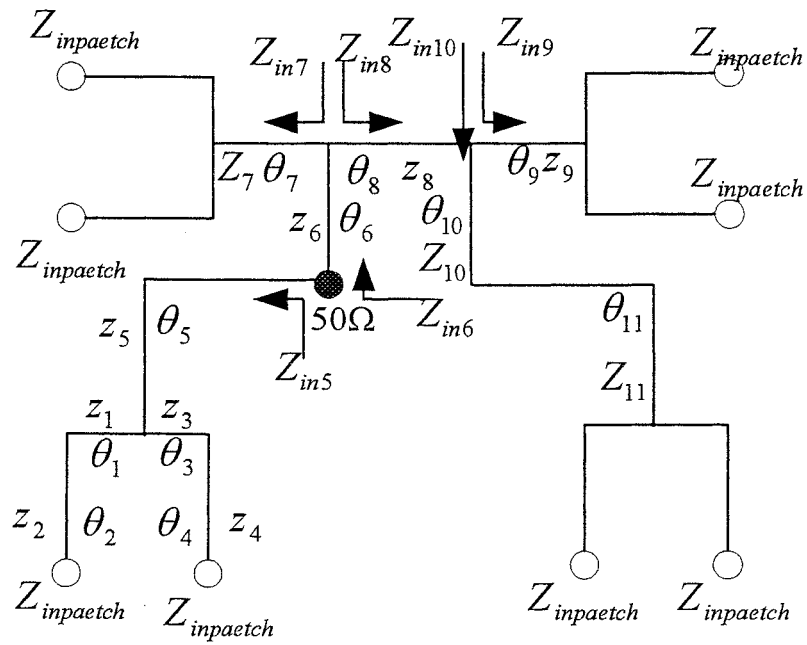 Z_inpaetch
Z_in7 Z_in8 Z_in10 Z_in9
Z_inpaetch
Z_7 θ_7 θ_8 z_8 θ_9 z_9
Z_inpaetch
z_6 θ_6 θ_10
Z_inpaetch
Z_10
50Ω Z_in6 θ_11
z_5 θ_5
Z_in5
Z_11
z_1 z_3
θ_1 θ_3
z_2 θ_2 θ_4 z_4
Z_inpaetch Z_inpaetch Z_inpaetch Z_inpaetch